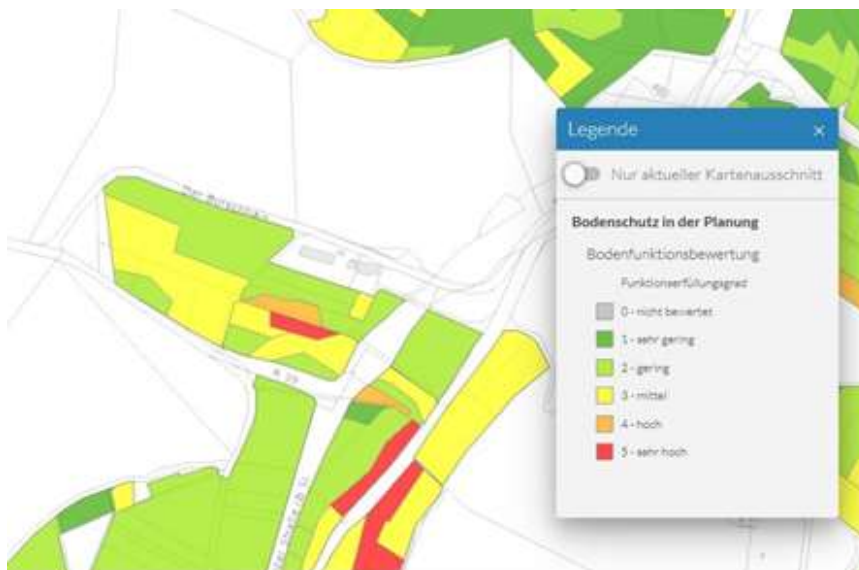 Legende ×
Nur aktueller Kartenausschnitt
Bodenschutz in der Planung
Bodenfunktionsbewertung
Funktionserfüllungsgrad
0 - nicht bewertet
1 - sehr gering
2 - gering
3 - mittel
4 - hoch
5 - sehr hoch